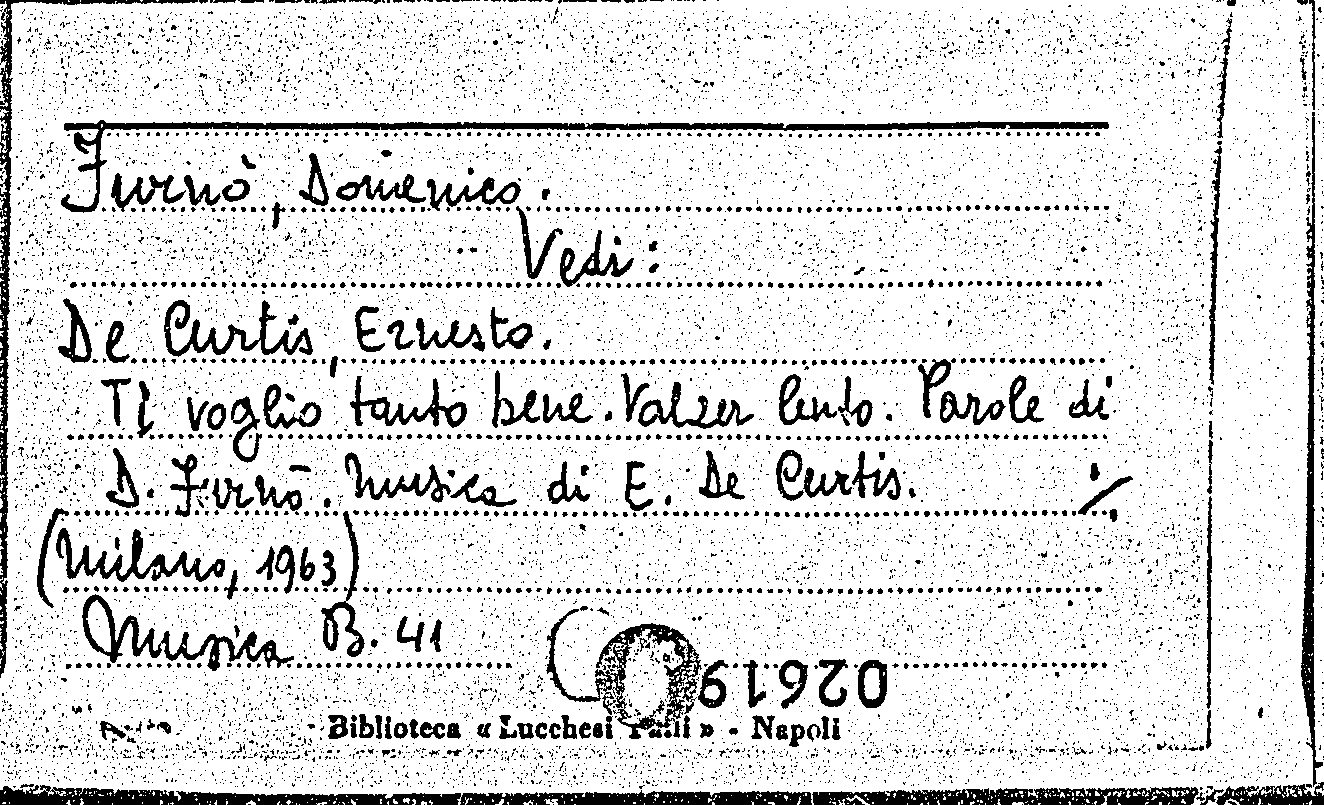 Furnò, Domenico.
Vedi:
De Curtis, Ernesto.
Ti voglio tanto bene. Valzer lento. Parole di
D. Furnò. Musica di E. De Curtis. ./.
(Milano, 1963)
Musica B. 41
02619
Biblioteca « Lucchesi Palli » - Napoli